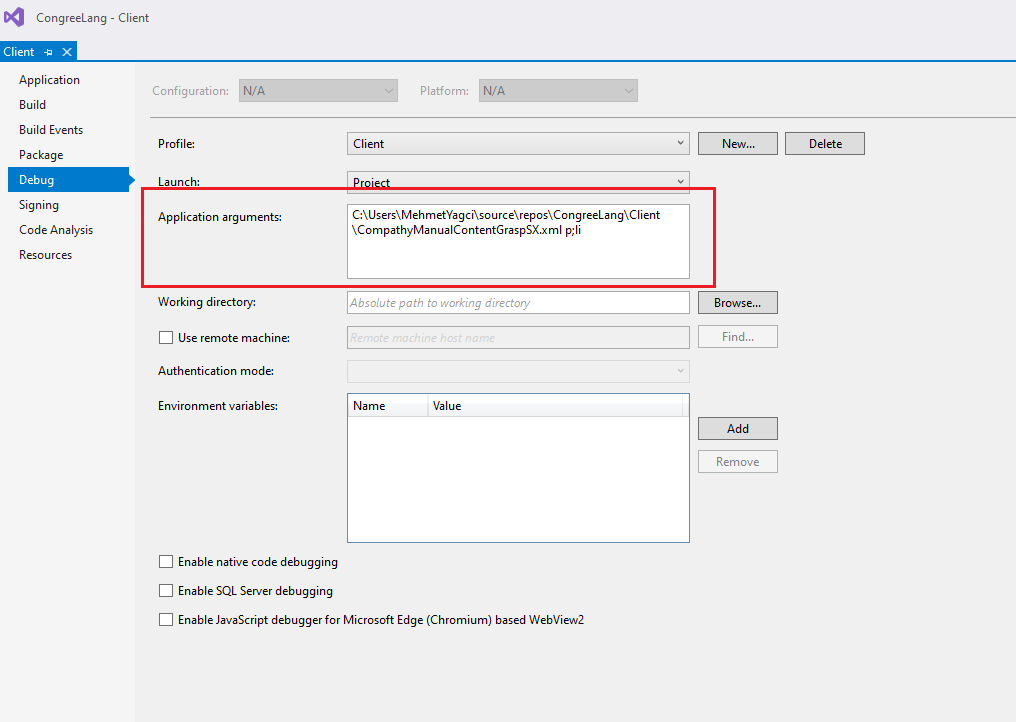 CongreeLang - Client
Client
Application
Build
Build Events
Package
Debug
Signing
Code Analysis
Resources
Configuration: N/A Platform: N/A
Profile: Client New... Delete
Launch: Project
Application arguments: C:\Users\MehmetYagci\source\repos\CongreeLang\Client
\CompathyManualContentGraspSX.xml p;li
Working directory: Absolute path to working directory Browse...
Use remote machine: Remote machine host name Find...
Authentication mode:
Environment variables: Name Value
Add
Remove
Enable native code debugging
Enable SQL Server debugging
Enable JavaScript debugger for Microsoft Edge (Chromium) based WebView2